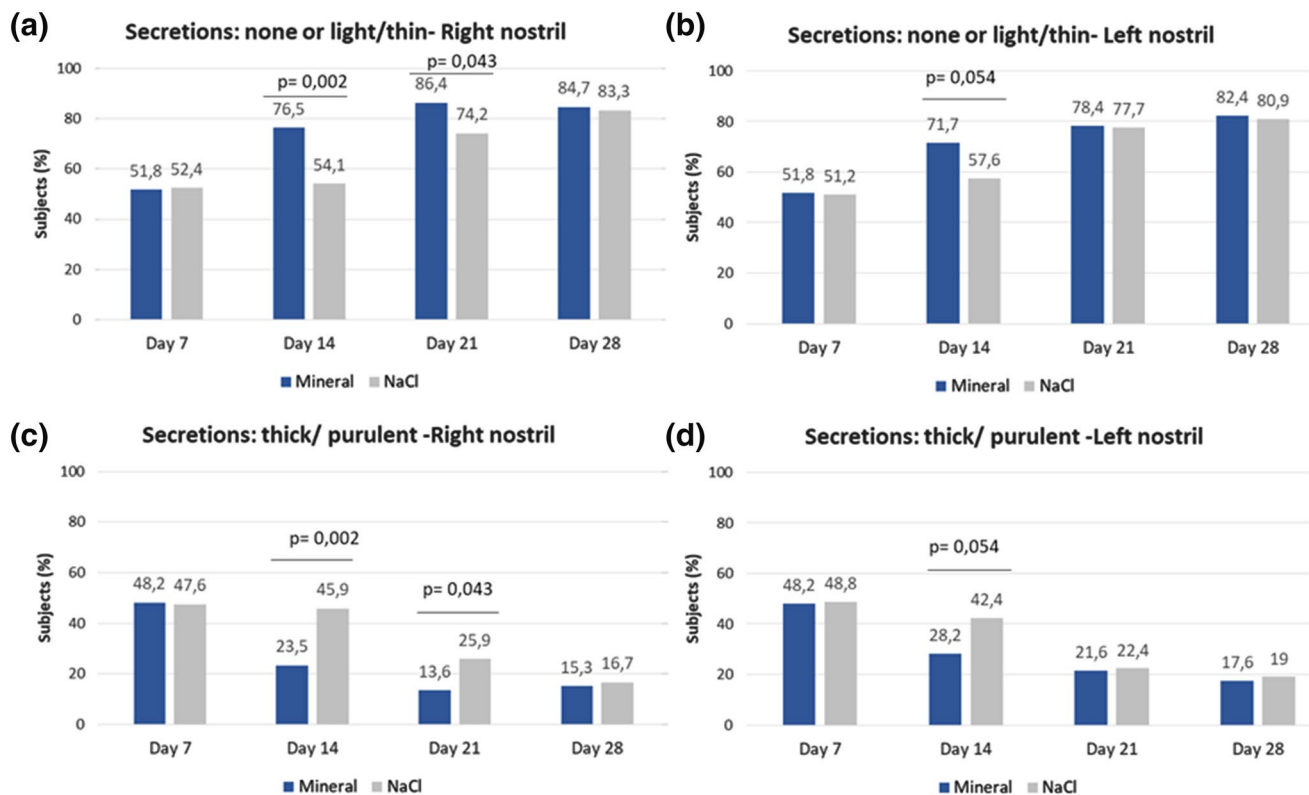 (a)
Secretions: none or light/thin- Right nostril
Subjects (%)
100
80
60
40
20
0
p= 0,002
p= 0,043
51,8 52,4
76,5 54,1
86,4 74,2
84,7 83,3
Day 7 Day 14 Day 21 Day 28
Mineral NaCl
(b)
Secretions: none or light/thin- Left nostril
Subjects (%)
100
80
60
40
20
0
p= 0,054
51,8 51,2
71,7 57,6
78,4 77,7
82,4 80,9
Day 7 Day 14 Day 21 Day 28
Mineral NaCl
(c)
Secretions: thick/ purulent -Right nostril
Subjects (%)
100
80
60
40
20
0
p= 0,002
p= 0,043
48,2 47,6
23,5 45,9
13,6 25,9
15,3 16,7
Day 7 Day 14 Day 21 Day 28
Mineral NaCl
(d)
Secretions: thick/ purulent -Left nostril
Subjects (%)
100
80
60
40
20
0
p= 0,054
48,2 48,8
28,2 42,4
21,6 22,4
17,6 19
Day 7 Day 14 Day 21 Day 28
Mineral NaCl